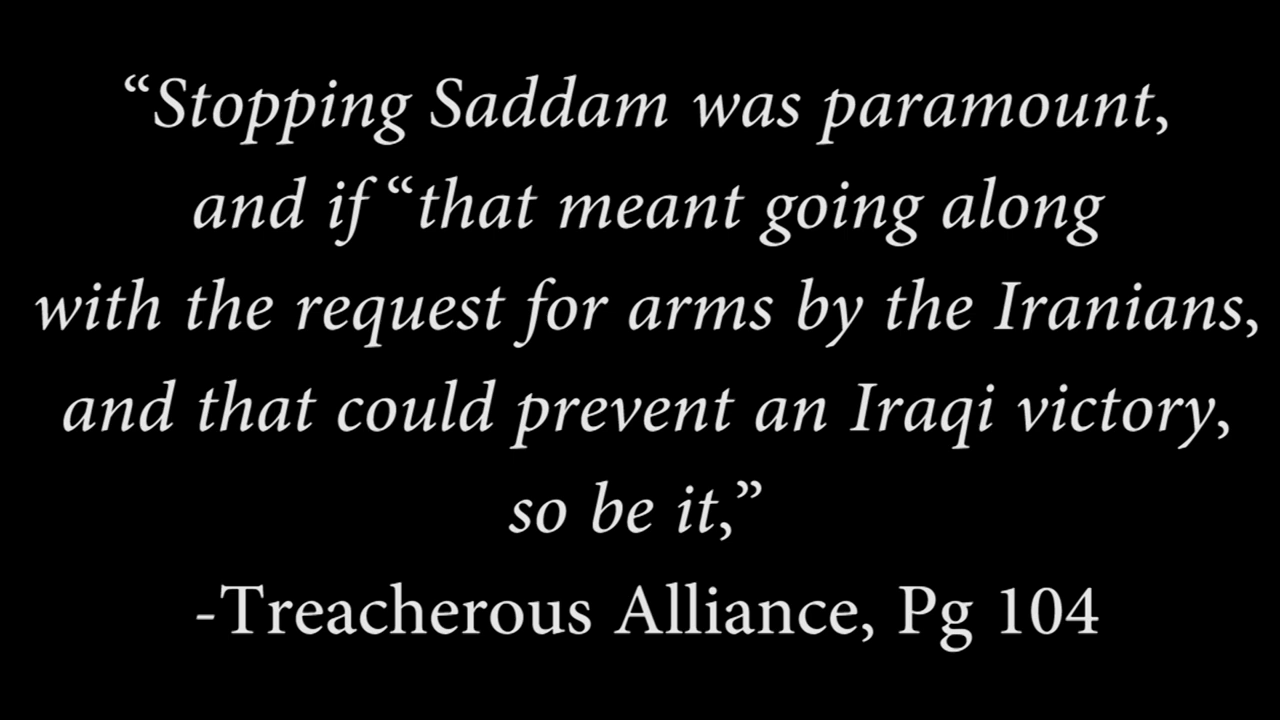 “Stopping Saddam was paramount,
and if “that meant going along
with the request for arms by the Iranians,
and that could prevent an Iraqi victory,
so be it,”
-Treacherous Alliance, Pg 104